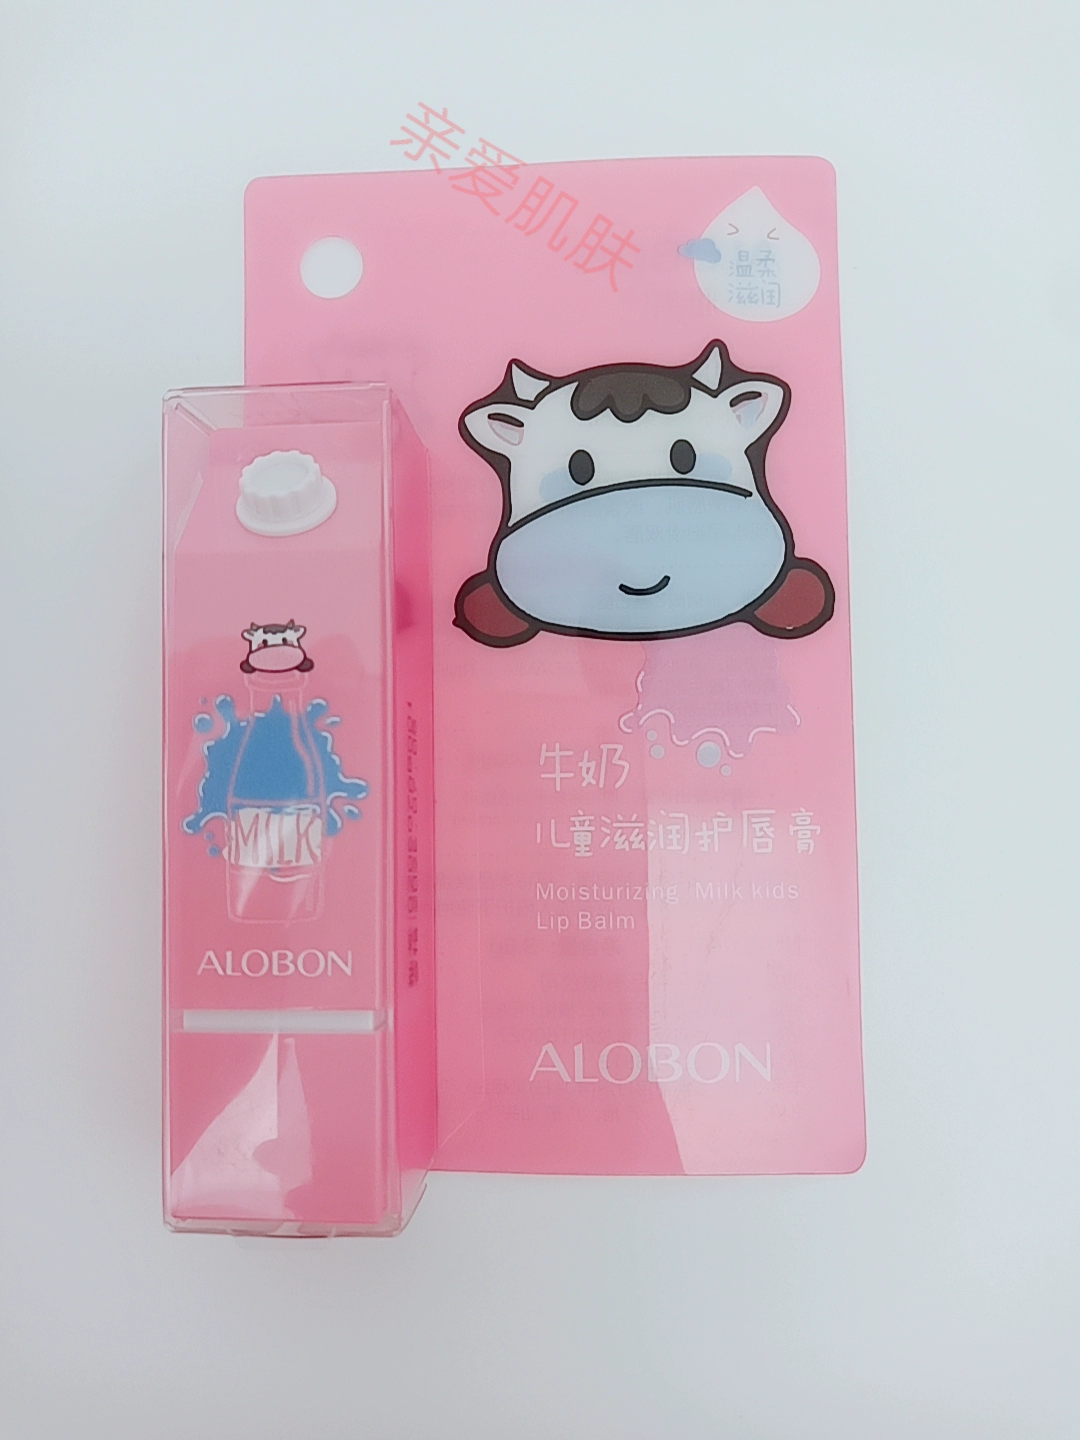 亲爱肌肤
温柔
滋润
牛奶
儿童滋润护唇膏
Moisturizing Milk kids
Lip Balm
ALOBON
MILK
ALOBON